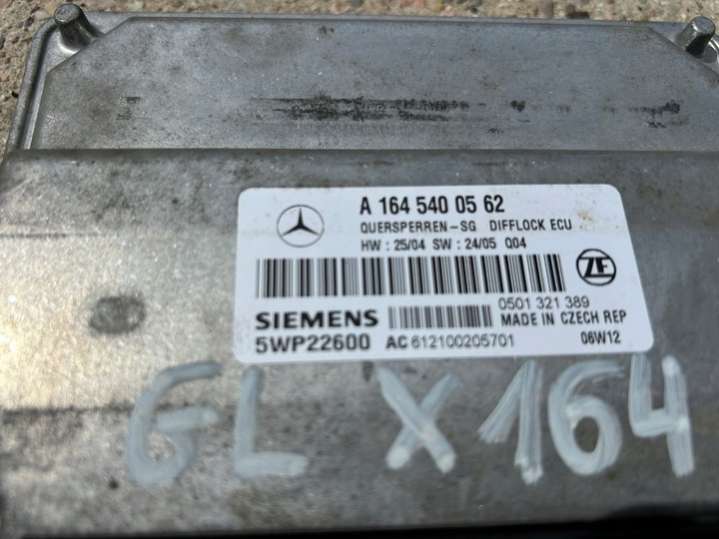 A 164 540 05 62
QUERSPERREN-SG DIFFLOCK ECU
HW : 25/04 SW : 24/05 Q04
ZF
0501 321 389
SIEMENS
MADE IN CZECH REP
5WP22600 AC 612100205701 06W12
GL X164